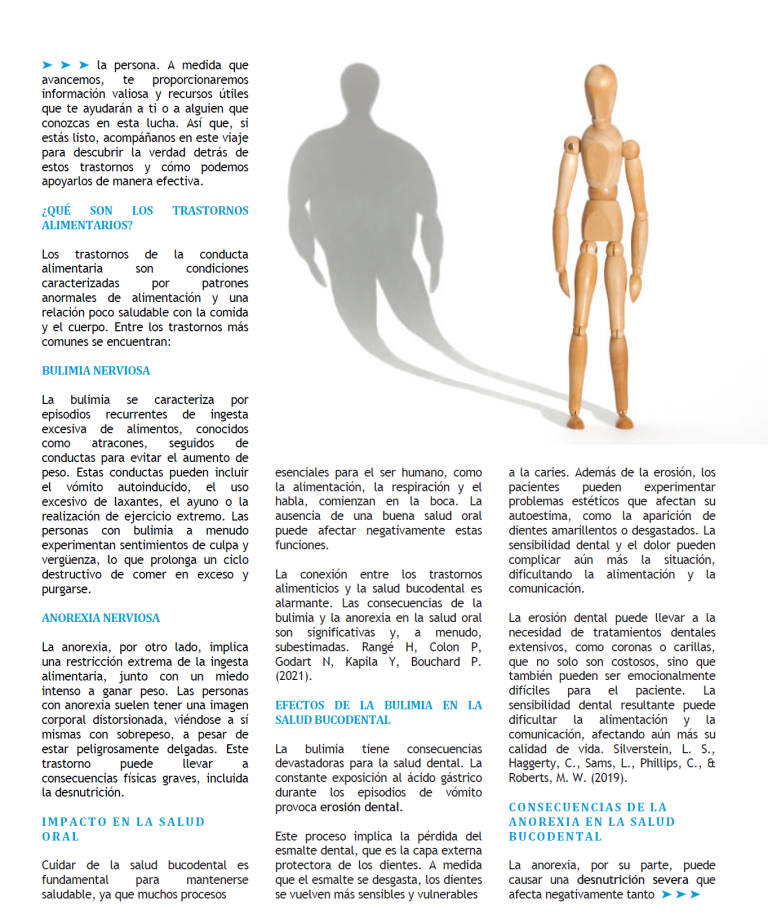 ➤ ➤ ➤ la persona. A medida que
avancemos, te proporcionaremos
información valiosa y recursos útiles
que te ayudarán a ti o a alguien que
conozcas en esta lucha. Así que, si
estás listo, acompáñanos en este viaje
para descubrir la verdad detrás de
estos trastornos y cómo podemos
apoyarlos de manera efectiva.
¿QUÉ SON LOS TRASTORNOS
ALIMENTARIOS?
Los trastornos de la conducta
alimentaria son condiciones
caracterizadas por patrones
anormales de alimentación y una
relación poco saludable con la comida
y el cuerpo. Entre los trastornos más
comunes se encuentran:
BULIMIA NERVIOSA
La bulimia se caracteriza por
episodios recurrentes de ingesta
excesiva de alimentos, conocidos
como atracones, seguidos de
conductas para evitar el aumento de
peso. Estas conductas pueden incluir
el vómito autoinducido, el uso
excesivo de laxantes, el ayuno o la
realización de ejercicio extremo. Las
personas con bulimia a menudo
experimentan sentimientos de culpa y
vergüenza, lo que prolonga un ciclo
destructivo de comer en exceso y
purgarse.
ANOREXIA NERVIOSA
La anorexia, por otro lado, implica
una restricción extrema de la ingesta
alimentaria, junto con un miedo
intenso a ganar peso. Las personas
con anorexia suelen tener una imagen
corporal distorsionada, viéndose a sí
mismas con sobrepeso, a pesar de
estar peligrosamente delgadas. Este
trastorno puede llevar a
consecuencias físicas graves, incluida
la desnutrición.
IMPACTO EN LA SALUD
ORAL
Cuidar de la salud bucodental es
fundamental para mantenerse
saludable, ya que muchos procesos
esenciales para el ser humano, como
la alimentación, la respiración y el
habla, comienzan en la boca. La
ausencia de una buena salud oral
puede afectar negativamente estas
funciones.
La conexión entre los trastornos
alimenticios y la salud bucodental es
alarmante. Las consecuencias de la
bulimia y la anorexia en la salud oral
son significativas y, a menudo,
subestimadas. Rangé H, Colon P,
Godart N, Kapila Y, Bouchard P.
(2021).
EFECTOS DE LA BULIMIA EN LA
SALUD BUCODENTAL
La bulimia tiene consecuencias
devastadoras para la salud dental. La
constante exposición al ácido gástrico
durante los episodios de vómito
provoca erosión dental.
Este proceso implica la pérdida del
esmalte dental, que es la capa externa
protectora de los dientes. A medida
que el esmalte se desgasta, los dientes
se vuelven más sensibles y vulnerables
a la caries. Además de la erosión, los
pacientes pueden experimentar
problemas estéticos que afectan su
autoestima, como la aparición de
dientes amarillentos o desgastados. La
sensibilidad dental y el dolor pueden
complicar aún más la situación,
dificultando la alimentación y la
comunicación.
La erosión dental puede llevar a la
necesidad de tratamientos dentales
extensivos, como coronas o carillas,
que no solo son costosos, sino que
también pueden ser emocionalmente
difíciles para el paciente. La
sensibilidad dental resultante puede
dificultar la alimentación y la
comunicación, afectando aún más su
calidad de vida. Silverstein, L. S.,
Haggerty, C., Sams, L., Phillips, C., &
Roberts, M. W. (2019).
CONSECUENCIAS DE LA
ANOREXIA EN LA SALUD
BUCODENTAL
La anorexia, por su parte, puede
causar una desnutrición severa que
afecta negativamente tanto ➤ ➤ ➤